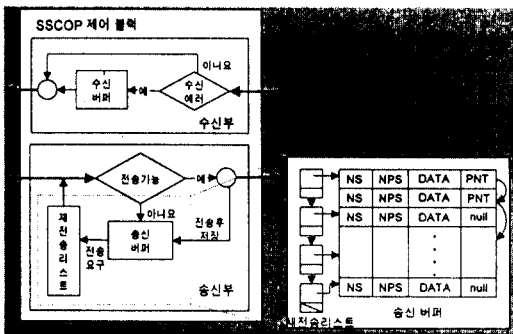 SSCOP 제어 블럭
아니요
수신
버퍼
예
수신
에러
수신부
전송가능
예
아니요
재전송리스트
전송
요구
송신
버퍼
전송후
저장
송신부
NS NPS DATA PNT
NS NPS DATA PNT
NS NPS DATA null
NS NPS DATA null
재전송리스트
송신 버퍼